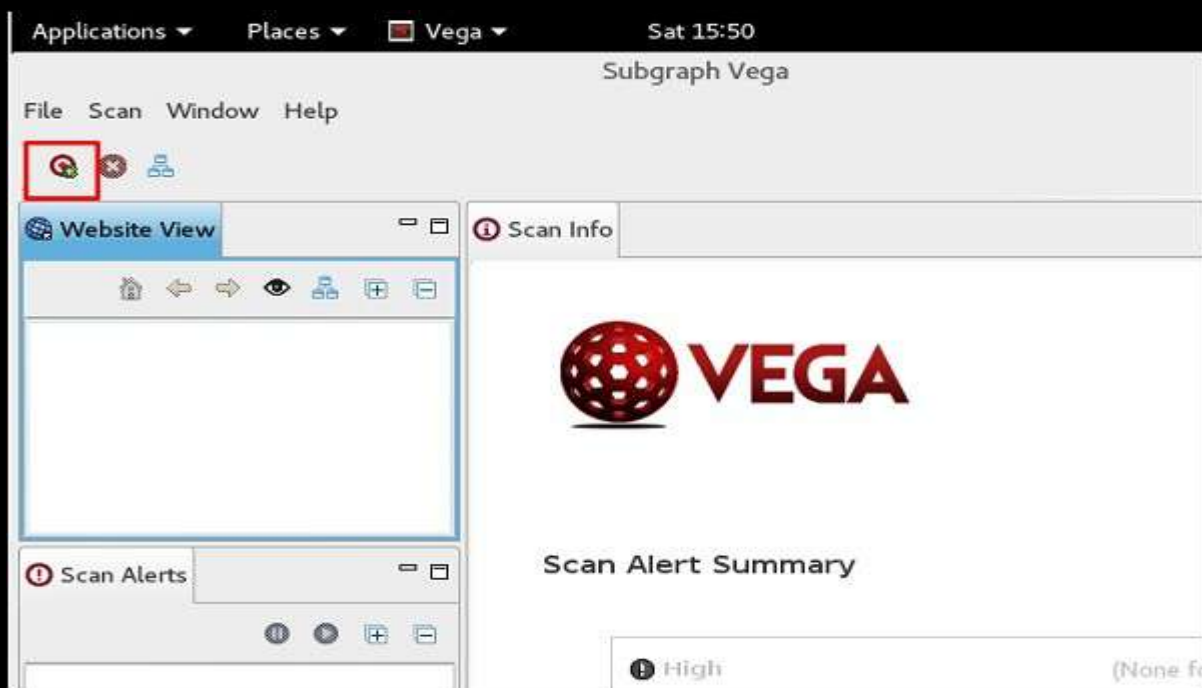 Applications Places Vega Sat 15:50
Subgraph Vega
File Scan Window Help
Website View
Scan Info
VEGA
Scan Alerts
Scan Alert Summary
High (None fo